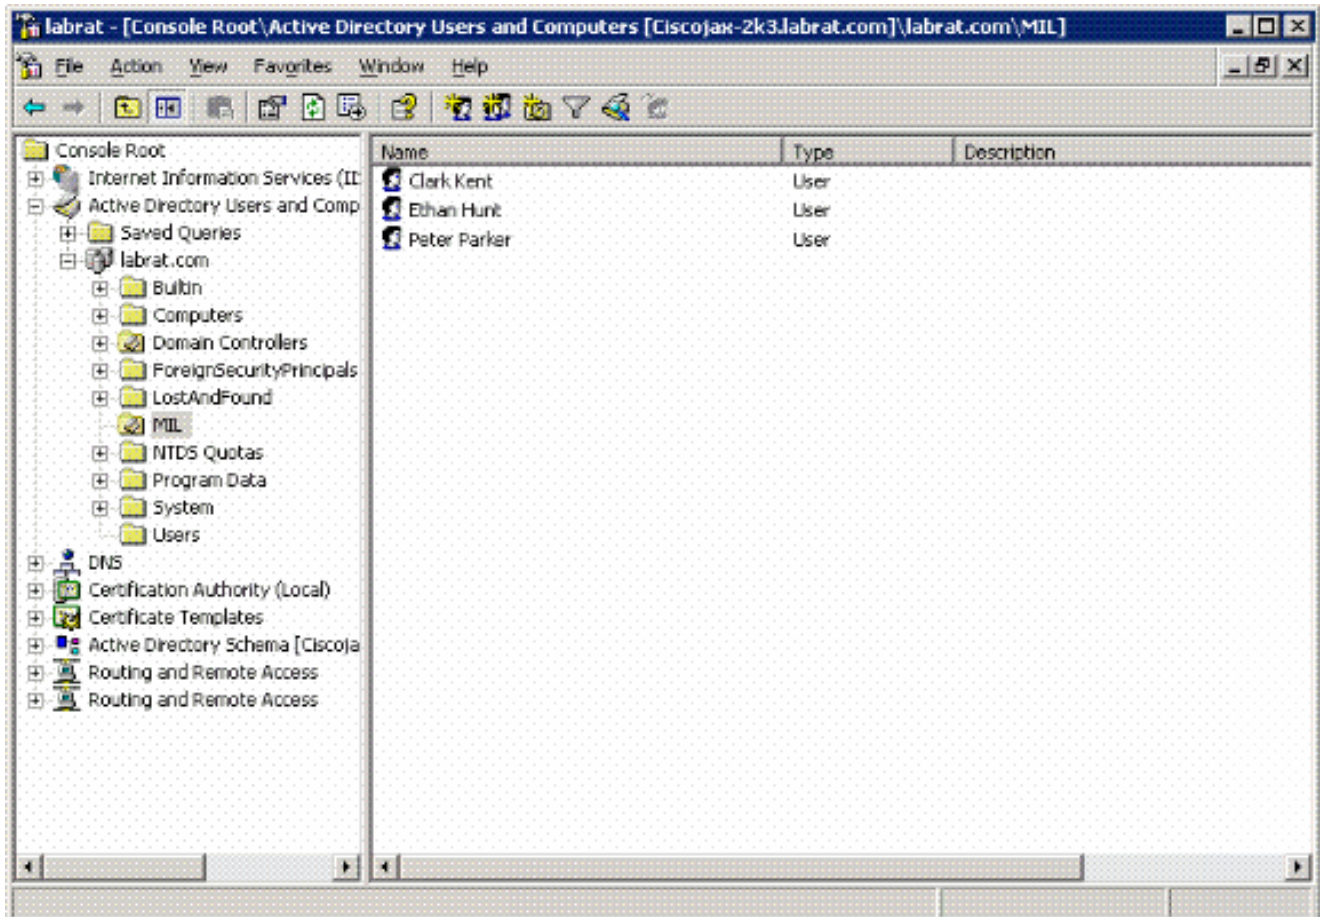 labrat - [Console Root\Active Directory Users and Computers [Ciscojax-2k3.labrat.com]\labrat.com\MIL]
File Action View Favorites Window Help
Console Root
Internet Information Services (II
Active Directory Users and Comp
Saved Queries
labrat.com
Builtin
Computers
Domain Controllers
ForeignSecurityPrincipals
LostAndFound
MIL
NTDS Quotas
Program Data
System
Users
DNS
Certification Authority (Local)
Certificate Templates
Active Directory Schema [Ciscoja
Routing and Remote Access
Routing and Remote Access
Name Type Description
Clark Kent User
Ethan Hunt User
Peter Parker User